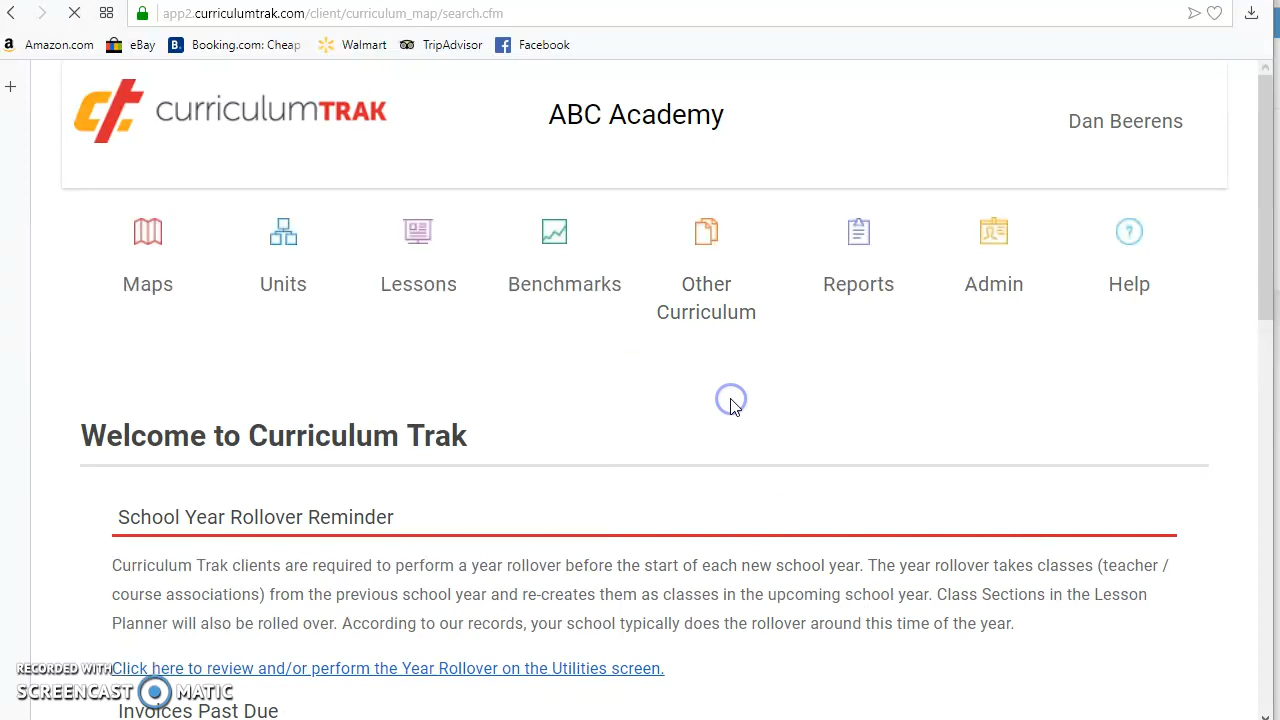 app2.curriculumtrak.com/client/curriculum_map/search.cfm
a Amazon.com eBay B. Booking.com: Cheap Walmart TripAdvisor Facebook
curriculumTRAK
ABC Academy
Dan Beerens
Maps Units Lessons Benchmarks Other Curriculum Reports Admin Help
Welcome to Curriculum Trak
School Year Rollover Reminder
Curriculum Trak clients are required to perform a year rollover before the start of each new school year. The year rollover takes classes (teacher /
course associations) from the previous school year and re-creates them as classes in the upcoming school year. Class Sections in the Lesson
Planner will also be rolled over. According to our records, your school typically does the rollover around this time of the year.
Click here to review and/or perform the Year Rollover on the Utilities screen.
RECORDED WITH
SCREENCAST MATIC
Invoices Past Due